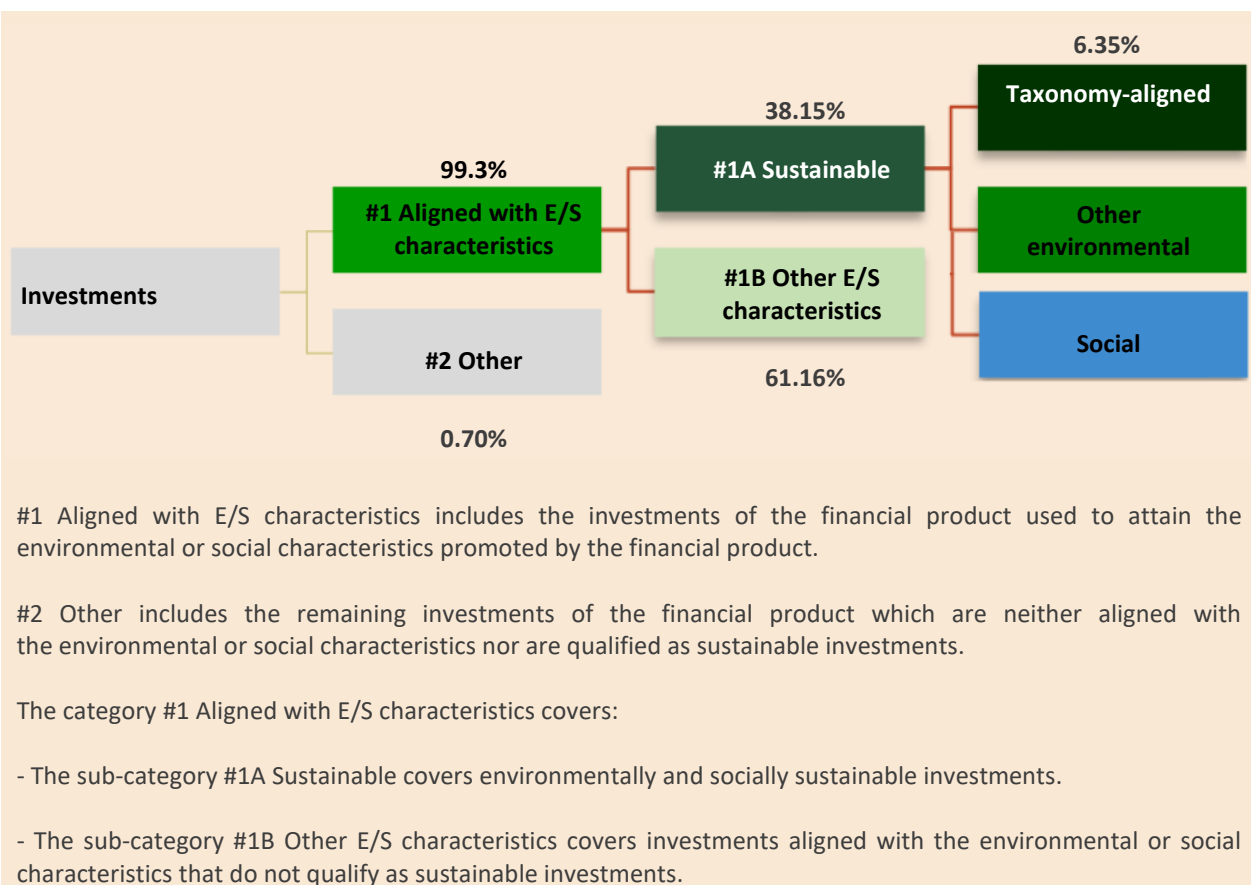 6.35%
Taxonomy-aligned
38.15%
#1A Sustainable
99.3%
#1 Aligned with E/S
characteristics
Other
environmental
Investments
#1B Other E/S
characteristics
#2 Other
Social
61.16%
0.70%
#1 Aligned with E/S characteristics includes the investments of the financial product used to attain the
environmental or social characteristics promoted by the financial product.
#2 Other includes the remaining investments of the financial product which are neither aligned with
the environmental or social characteristics nor are qualified as sustainable investments.
The category #1 Aligned with E/S characteristics covers:
- The sub-category #1A Sustainable covers environmentally and socially sustainable investments.
- The sub-category #1B Other E/S characteristics covers investments aligned with the environmental or social
characteristics that do not qualify as sustainable investments.